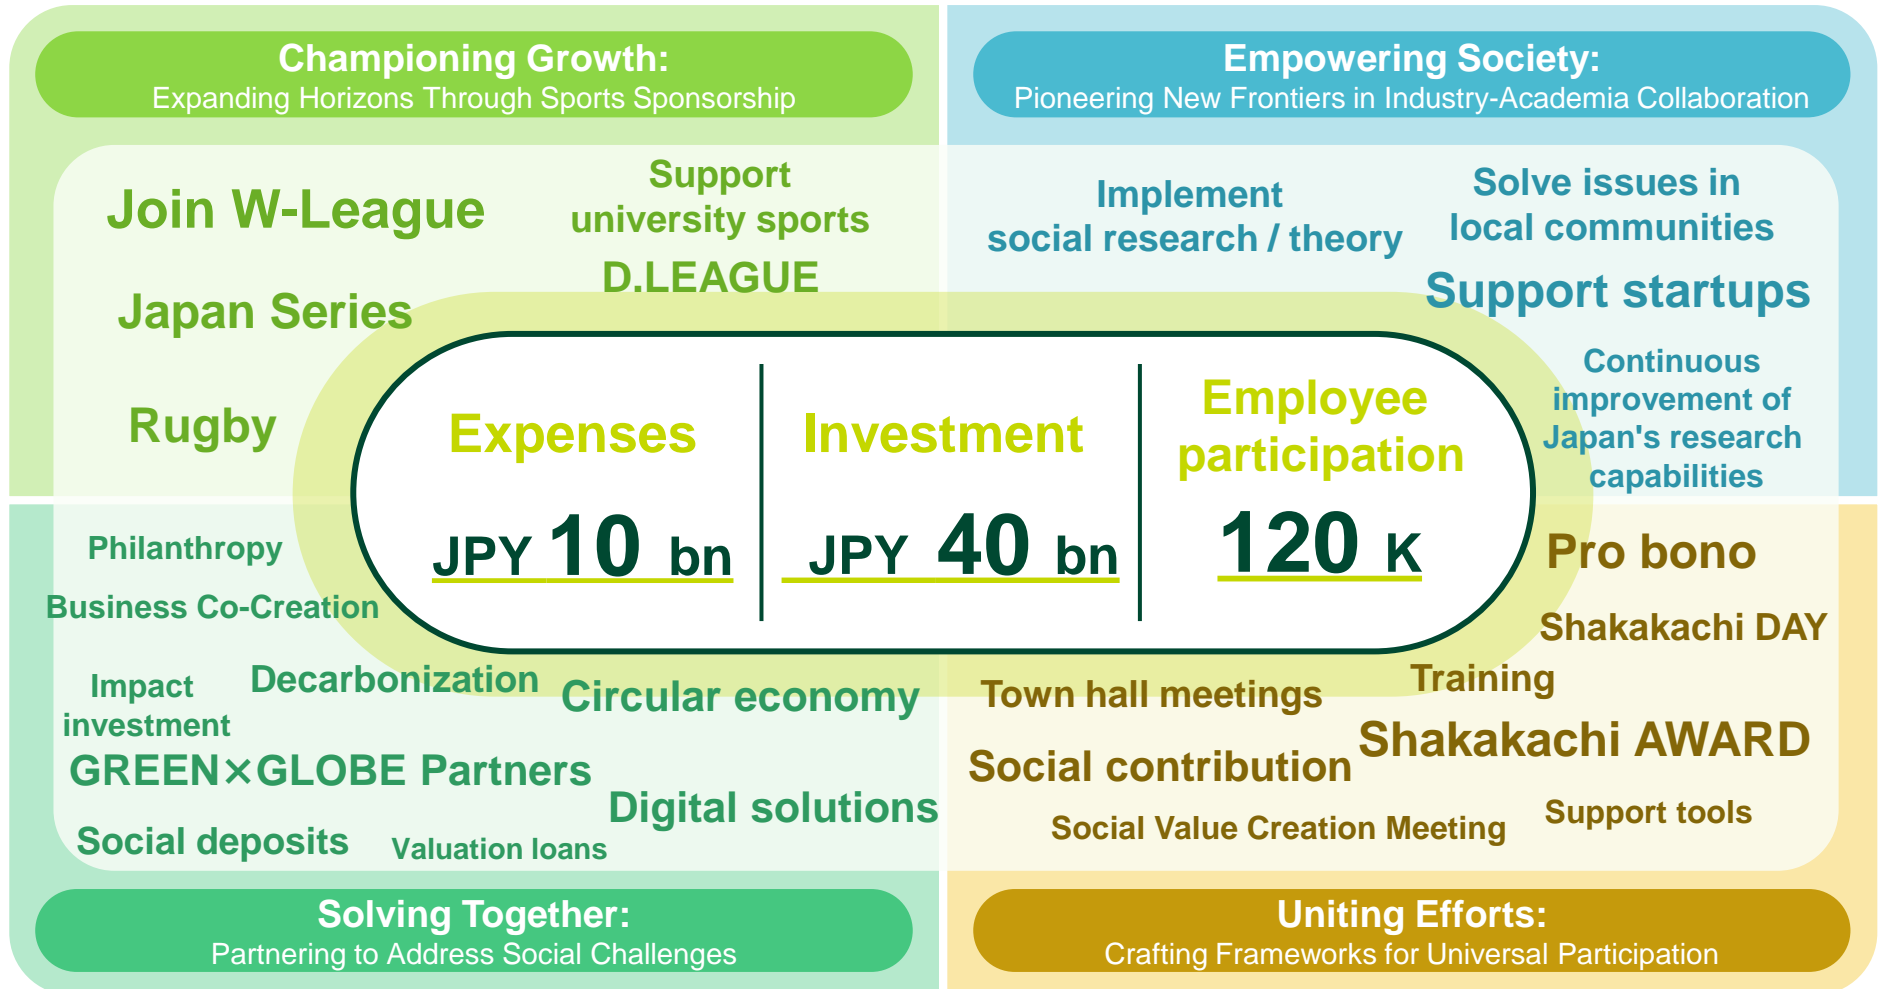 Championing Growth:
Expanding Horizons Through Sports Sponsorship
Join W-League
Support
university sports
D.LEAGUE
Japan Series
Rugby
Empowering Society:
Pioneering New Frontiers in Industry-Academia Collaboration
Implement
social research / theory
Solve issues in
local communities
Support startups
Continuous
improvement of
Japan's research
capabilities
Expenses
JPY 10 bn
Investment
JPY 40 bn
Employee
participation
120 K
Philanthropy
Business Co-Creation
Impact
investment
Decarbonization
Circular economy
GREEN×GLOBE Partners
Digital solutions
Social deposits
Valuation loans
Solving Together:
Partnering to Address Social Challenges
Pro bono
Shakakachi DAY
Training
Town hall meetings
Shakakachi AWARD
Social contribution
Support tools
Social Value Creation Meeting
Uniting Efforts:
Crafting Frameworks for Universal Participation